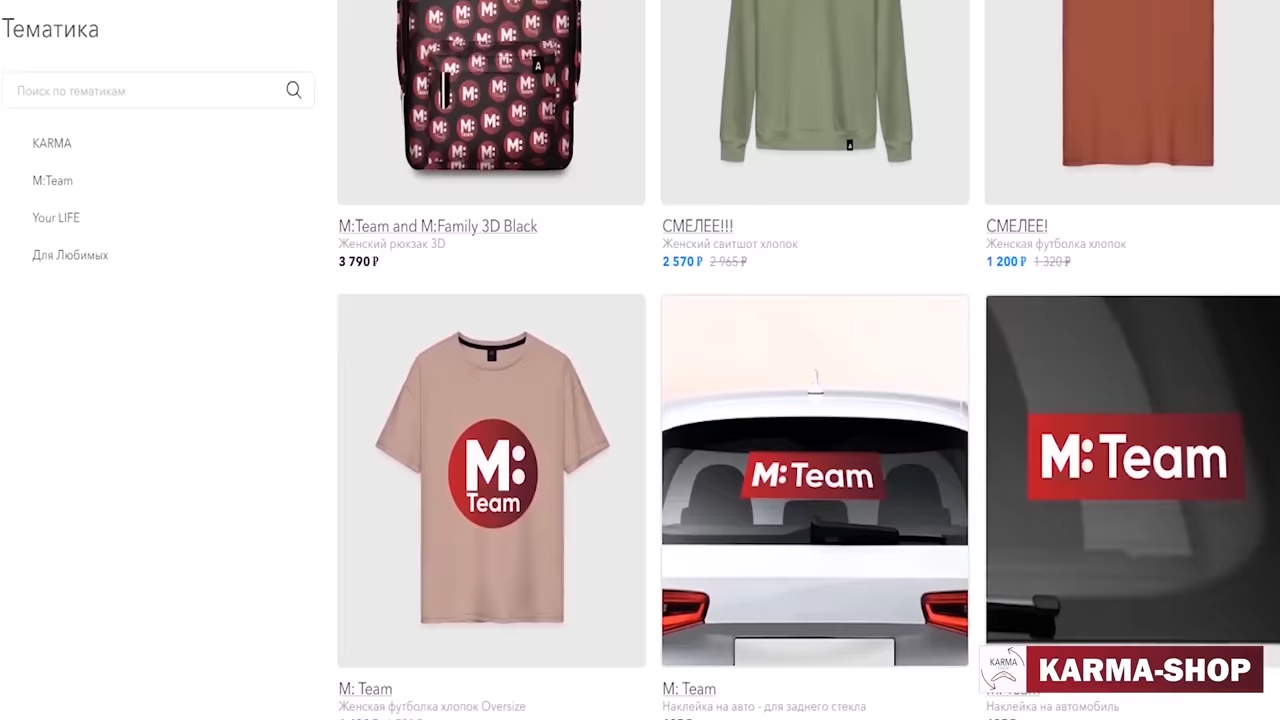 Тематика
Поиск по тематикам
KARMA
M:Team
Your LIFE
Для Любимых
M:Team and M:Family 3D Black
Женский рюкзак 3D
3 790 ₽
СМЕЛЕЕ!!!
Женский свитшот хлопок
2 570 ₽ 2 965 ₽
СМЕЛЕЕ!
Женская футболка хлопок
1 200 ₽ 1 320 ₽
M:
Team
M:Team
M:Team
M: Team
Женская футболка хлопок Oversize
M: Team
Наклейка на авто - для заднего стекла
Наклейка на автомобиль
KARMA
KARMA-SHOP